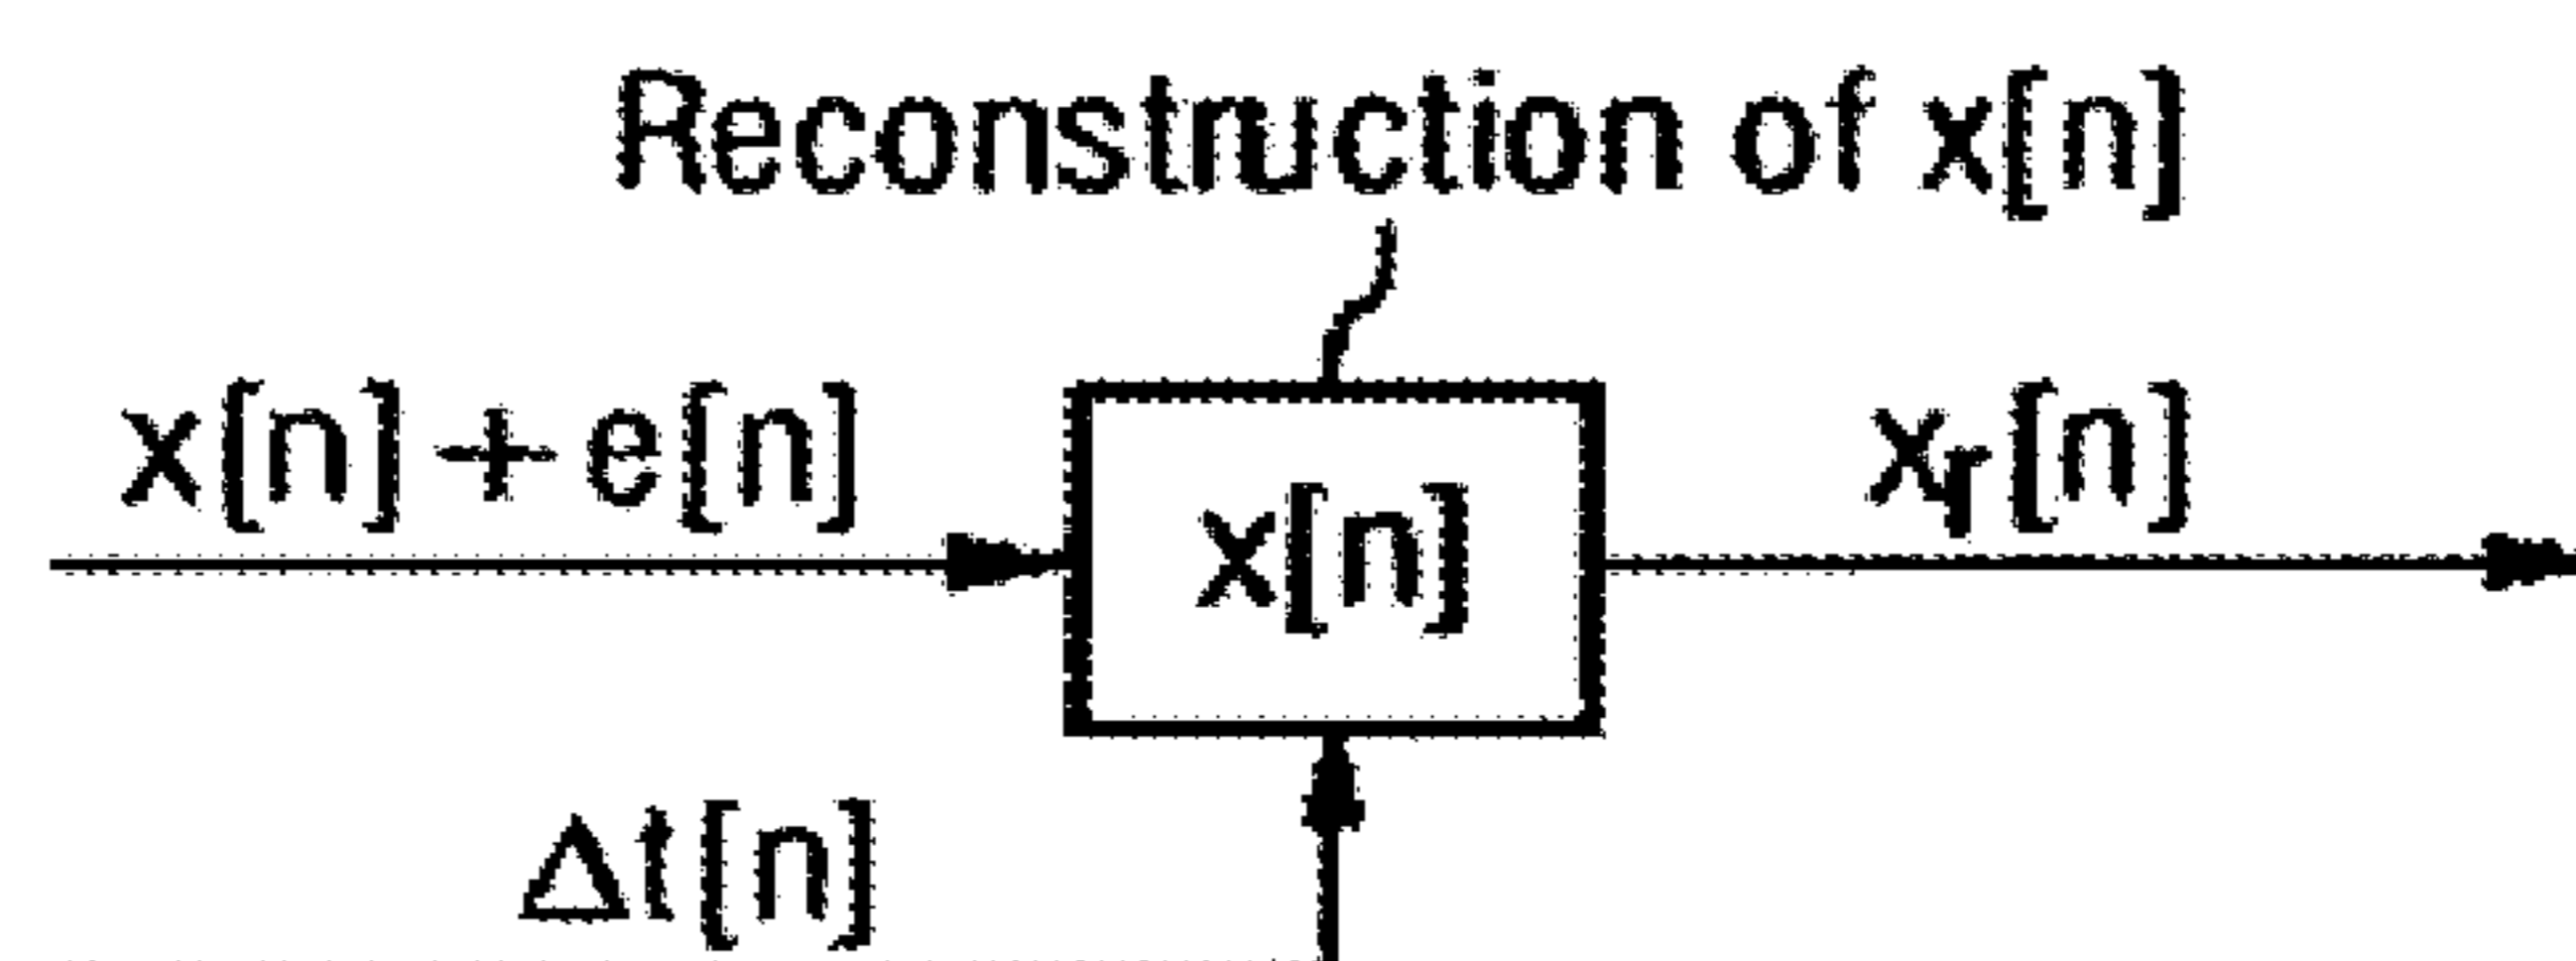 Reconstruction of x[n]
x[n]+e[n]
xr[n]
x[n]
Δt[n]